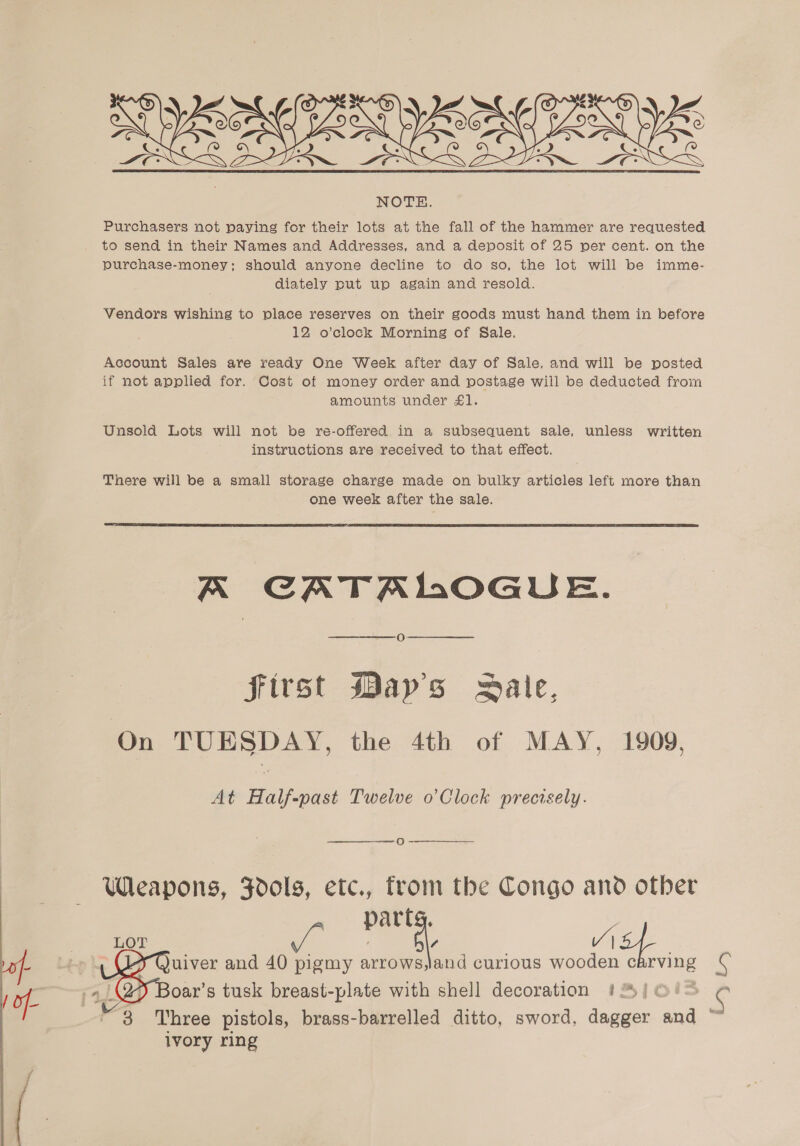 NOTE.
Purchasers not paying for their lots at the fall of the hammer are requested
to send in their Names and Addresses, and a deposit of 25 per cent. on the
purchase-money; should anyone decline to do so, the lot will be imme-
diately put up again and resold.
Vendors wishing to place reserves on their goods must hand them in before
12 o'clock Morning of Sale.
Account Sales are ready One Week after day of Sale, and will be posted
if not applied for. Cost of money order and postage will be deducted from
amounts under £1.
Unsold Lots will not be re-offered in a subsequent sale, unless written
instructions are received to that effect.
There will be a small storage charge made on bulky articles left more than
one week after the sale.
A CATALOGUE.
First Day's Sale,
On TUESDAY, the 4th of MAY, 1909,
At Half-past Twelve o'Clock precisely.
Weapons, Idols, etc., from the Congo and other
parts.
LOT
1 Quiver and 40 pigmy arrows, and curious wooden carving
2 Boar's tusk breast-plate with shell decoration
3 Three pistols, brass-barrelled ditto, sword, dagger and
ivory ring